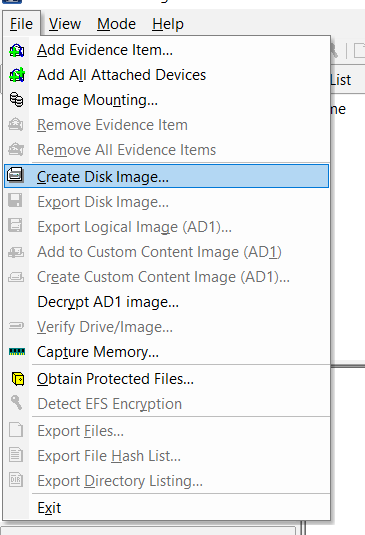 File View Mode Help
Add Evidence Item...
Add All Attached Devices
Image Mounting...
Remove Evidence Item
Remove All Evidence Items
Create Disk Image...
Export Disk Image...
Export Logical Image (AD1)...
Add to Custom Content Image (AD1)
Create Custom Content Image (AD1)...
Decrypt AD1 image...
Verify Drive/Image...
Capture Memory...
Obtain Protected Files...
Detect EFS Encryption
Export Files...
Export File Hash List...
Export Directory Listing...
Exit
List
me